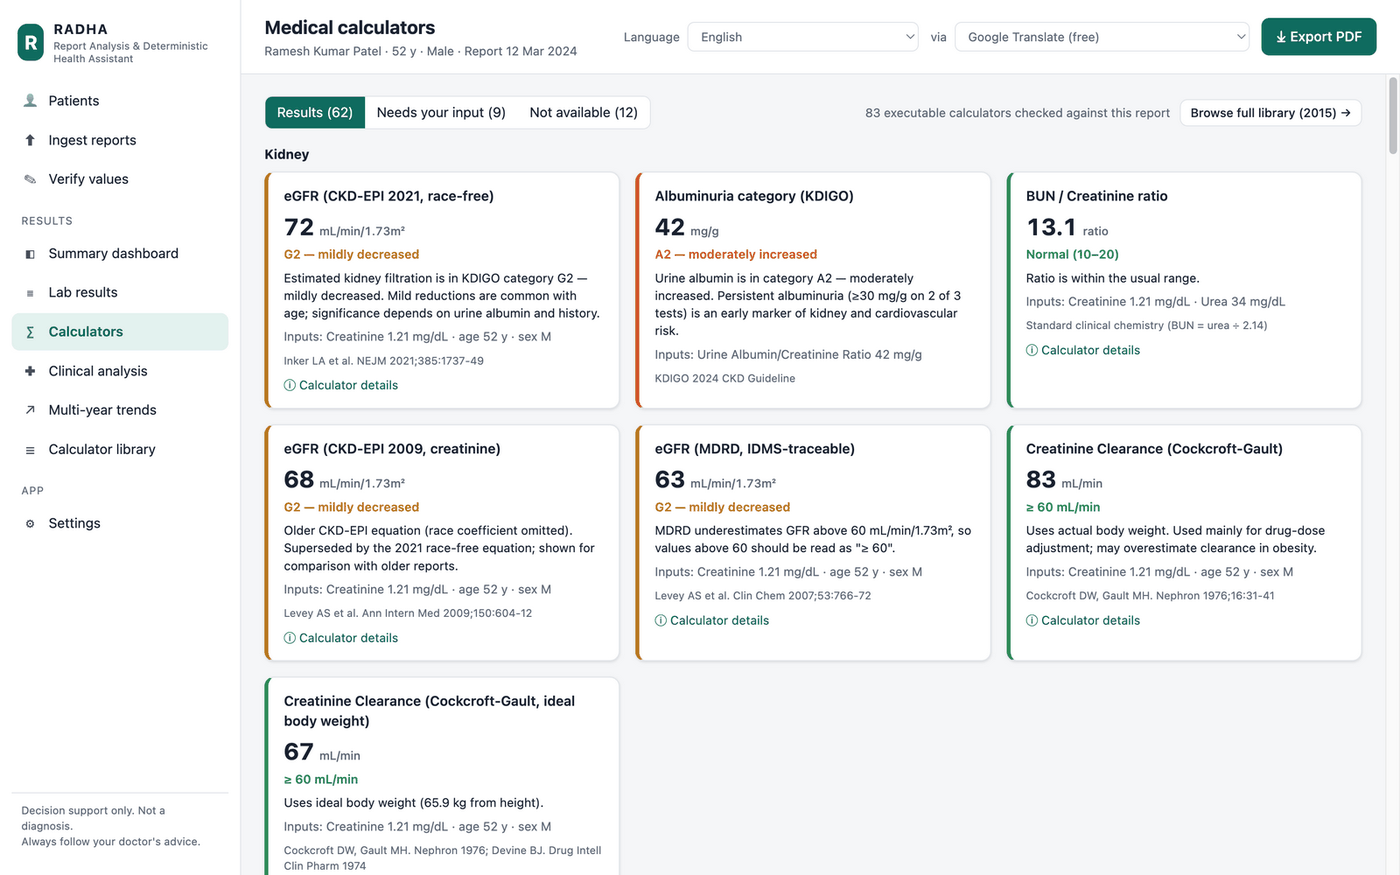 R
RADHA
Report Analysis & Deterministic
Health Assistant
Patients
Ingest reports
Verify values
RESULTS
Summary dashboard
Lab results
Calculators
Clinical analysis
Multi-year trends
Calculator library
APP
Settings
Decision support only. Not a
diagnosis.
Always follow your doctor's advice.
Medical calculators
Ramesh Kumar Patel · 52 y · Male · Report 12 Mar 2024
Language
English
via
Google Translate (free)
Export PDF
Results (62)
Needs your input (9)
Not available (12)
83 executable calculators checked against this report
Browse full library (2015) →
Kidney
eGFR (CKD-EPI 2021, race-free)
72 mL/min/1.73m²
G2 — mildly decreased
Estimated kidney filtration is in KDIGO category G2 —
mildly decreased. Mild reductions are common with
age; significance depends on urine albumin and history.
Inputs: Creatinine 1.21 mg/dL · age 52 y · sex M
Inker LA et al. NEJM 2021;385:1737-49
ⓘ Calculator details
Albuminuria category (KDIGO)
42 mg/g
A2 — moderately increased
Urine albumin is in category A2 — moderately
increased. Persistent albuminuria (≥30 mg/g on 2 of 3
tests) is an early marker of kidney and cardiovascular
risk.
Inputs: Urine Albumin/Creatinine Ratio 42 mg/g
KDIGO 2024 CKD Guideline
BUN / Creatinine ratio
13.1 ratio
Normal (10–20)
Ratio is within the usual range.
Inputs: Creatinine 1.21 mg/dL · Urea 34 mg/dL
Standard clinical chemistry (BUN = urea ÷ 2.14)
ⓘ Calculator details
eGFR (CKD-EPI 2009, creatinine)
68 mL/min/1.73m²
G2 — mildly decreased
Older CKD-EPI equation (race coefficient omitted).
Superseded by the 2021 race-free equation; shown for
comparison with older reports.
Inputs: Creatinine 1.21 mg/dL · age 52 y · sex M
Levey AS et al. Ann Intern Med 2009;150:604-12
ⓘ Calculator details
eGFR (MDRD, IDMS-traceable)
63 mL/min/1.73m²
G2 — mildly decreased
MDRD underestimates GFR above 60 mL/min/1.73m², so
values above 60 should be read as "≥ 60".
Inputs: Creatinine 1.21 mg/dL · age 52 y · sex M
Levey AS et al. Clin Chem 2007;53:766-72
ⓘ Calculator details
Creatinine Clearance (Cockcroft-Gault)
83 mL/min
≥ 60 mL/min
Uses actual body weight. Used mainly for drug-dose
adjustment; may overestimate clearance in obesity.
Inputs: Creatinine 1.21 mg/dL · age 52 y · sex M
Cockcroft DW, Gault MH. Nephron 1976;16:31-41
ⓘ Calculator details
Creatinine Clearance (Cockcroft-Gault, ideal
body weight)
67 mL/min
≥ 60 mL/min
Uses ideal body weight (65.9 kg from height).
Inputs: Creatinine 1.21 mg/dL · age 52 y · sex M
Cockcroft DW, Gault MH. Nephron 1976; Devine BJ. Drug Intell
Clin Pharm 1974